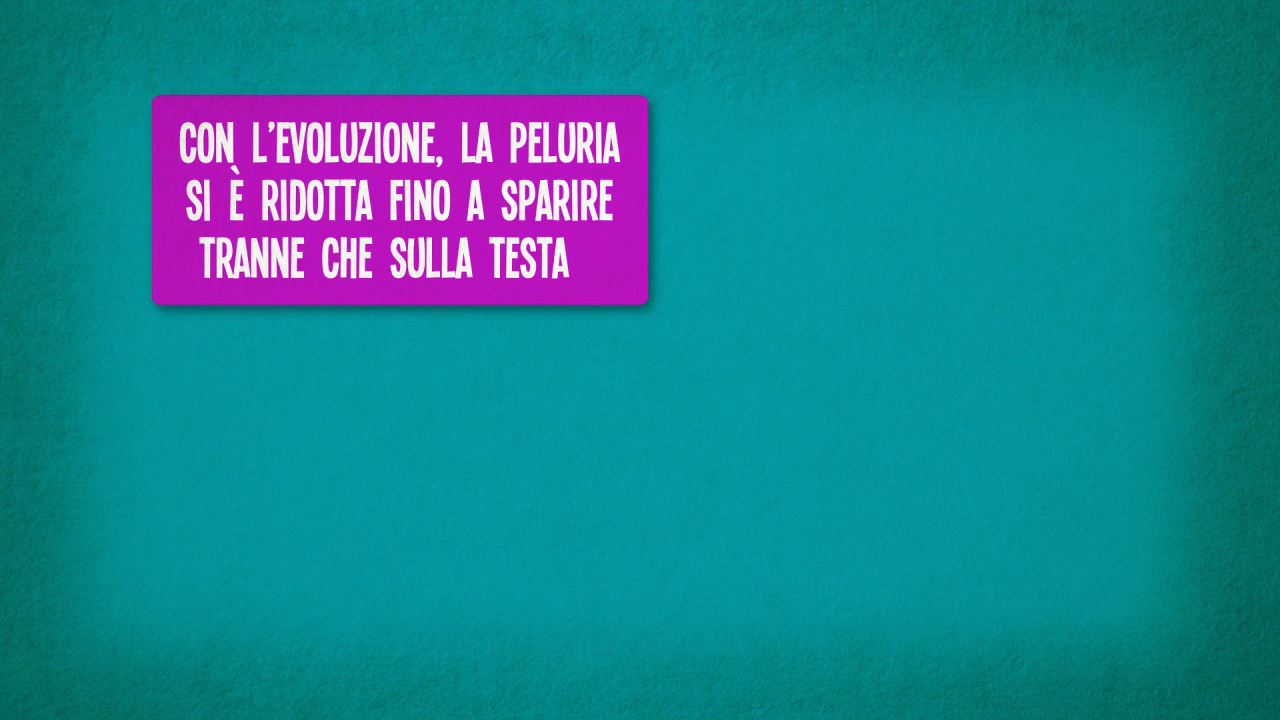 CON L'EVOLUZIONE, LA PELURIA
SI È RIDOTTA FINO A SPARIRE
TRANNE CHE SULLA TESTA